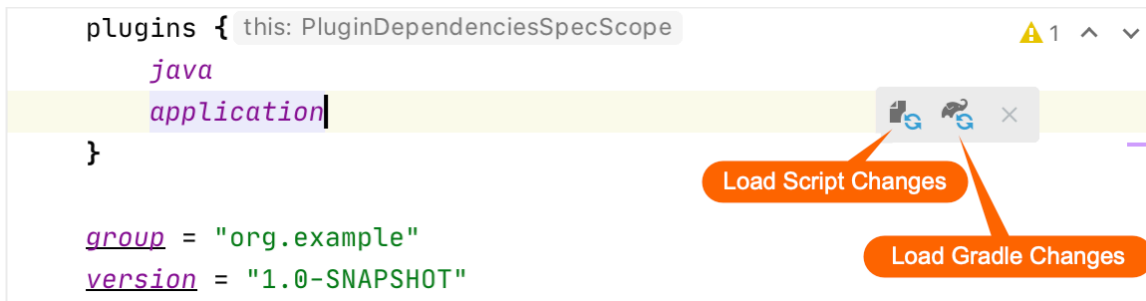 plugins { this: PluginDependenciesSpecScope
1
java
application
}
Load Script Changes
group = "org.example"
Load Gradle Changes
version = "1.0-SNAPSHOT"